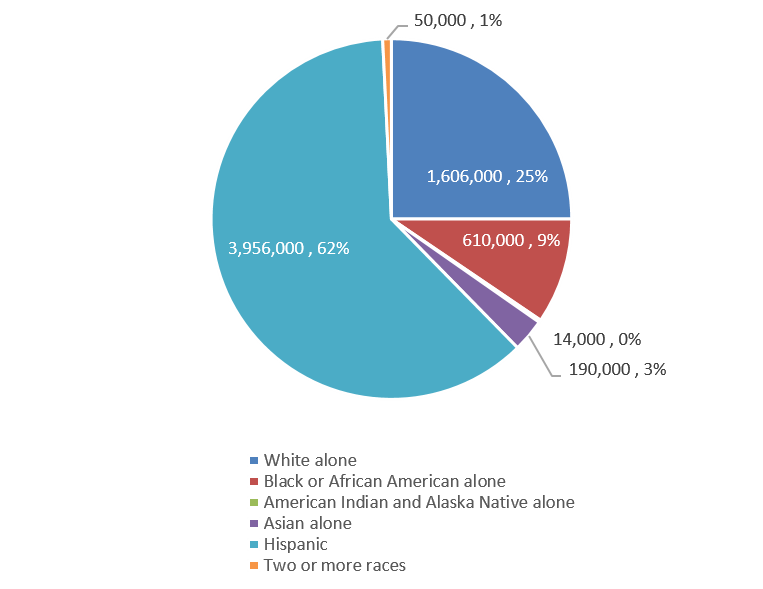 50,000 , 1%
1,606,000 , 25%
610,000 , 9%
3,956,000 , 62%
14,000 , 0%
190,000 , 3%
White alone
Black or African American alone
American Indian and Alaska Native alone
Asian alone
Hispanic
Two or more races